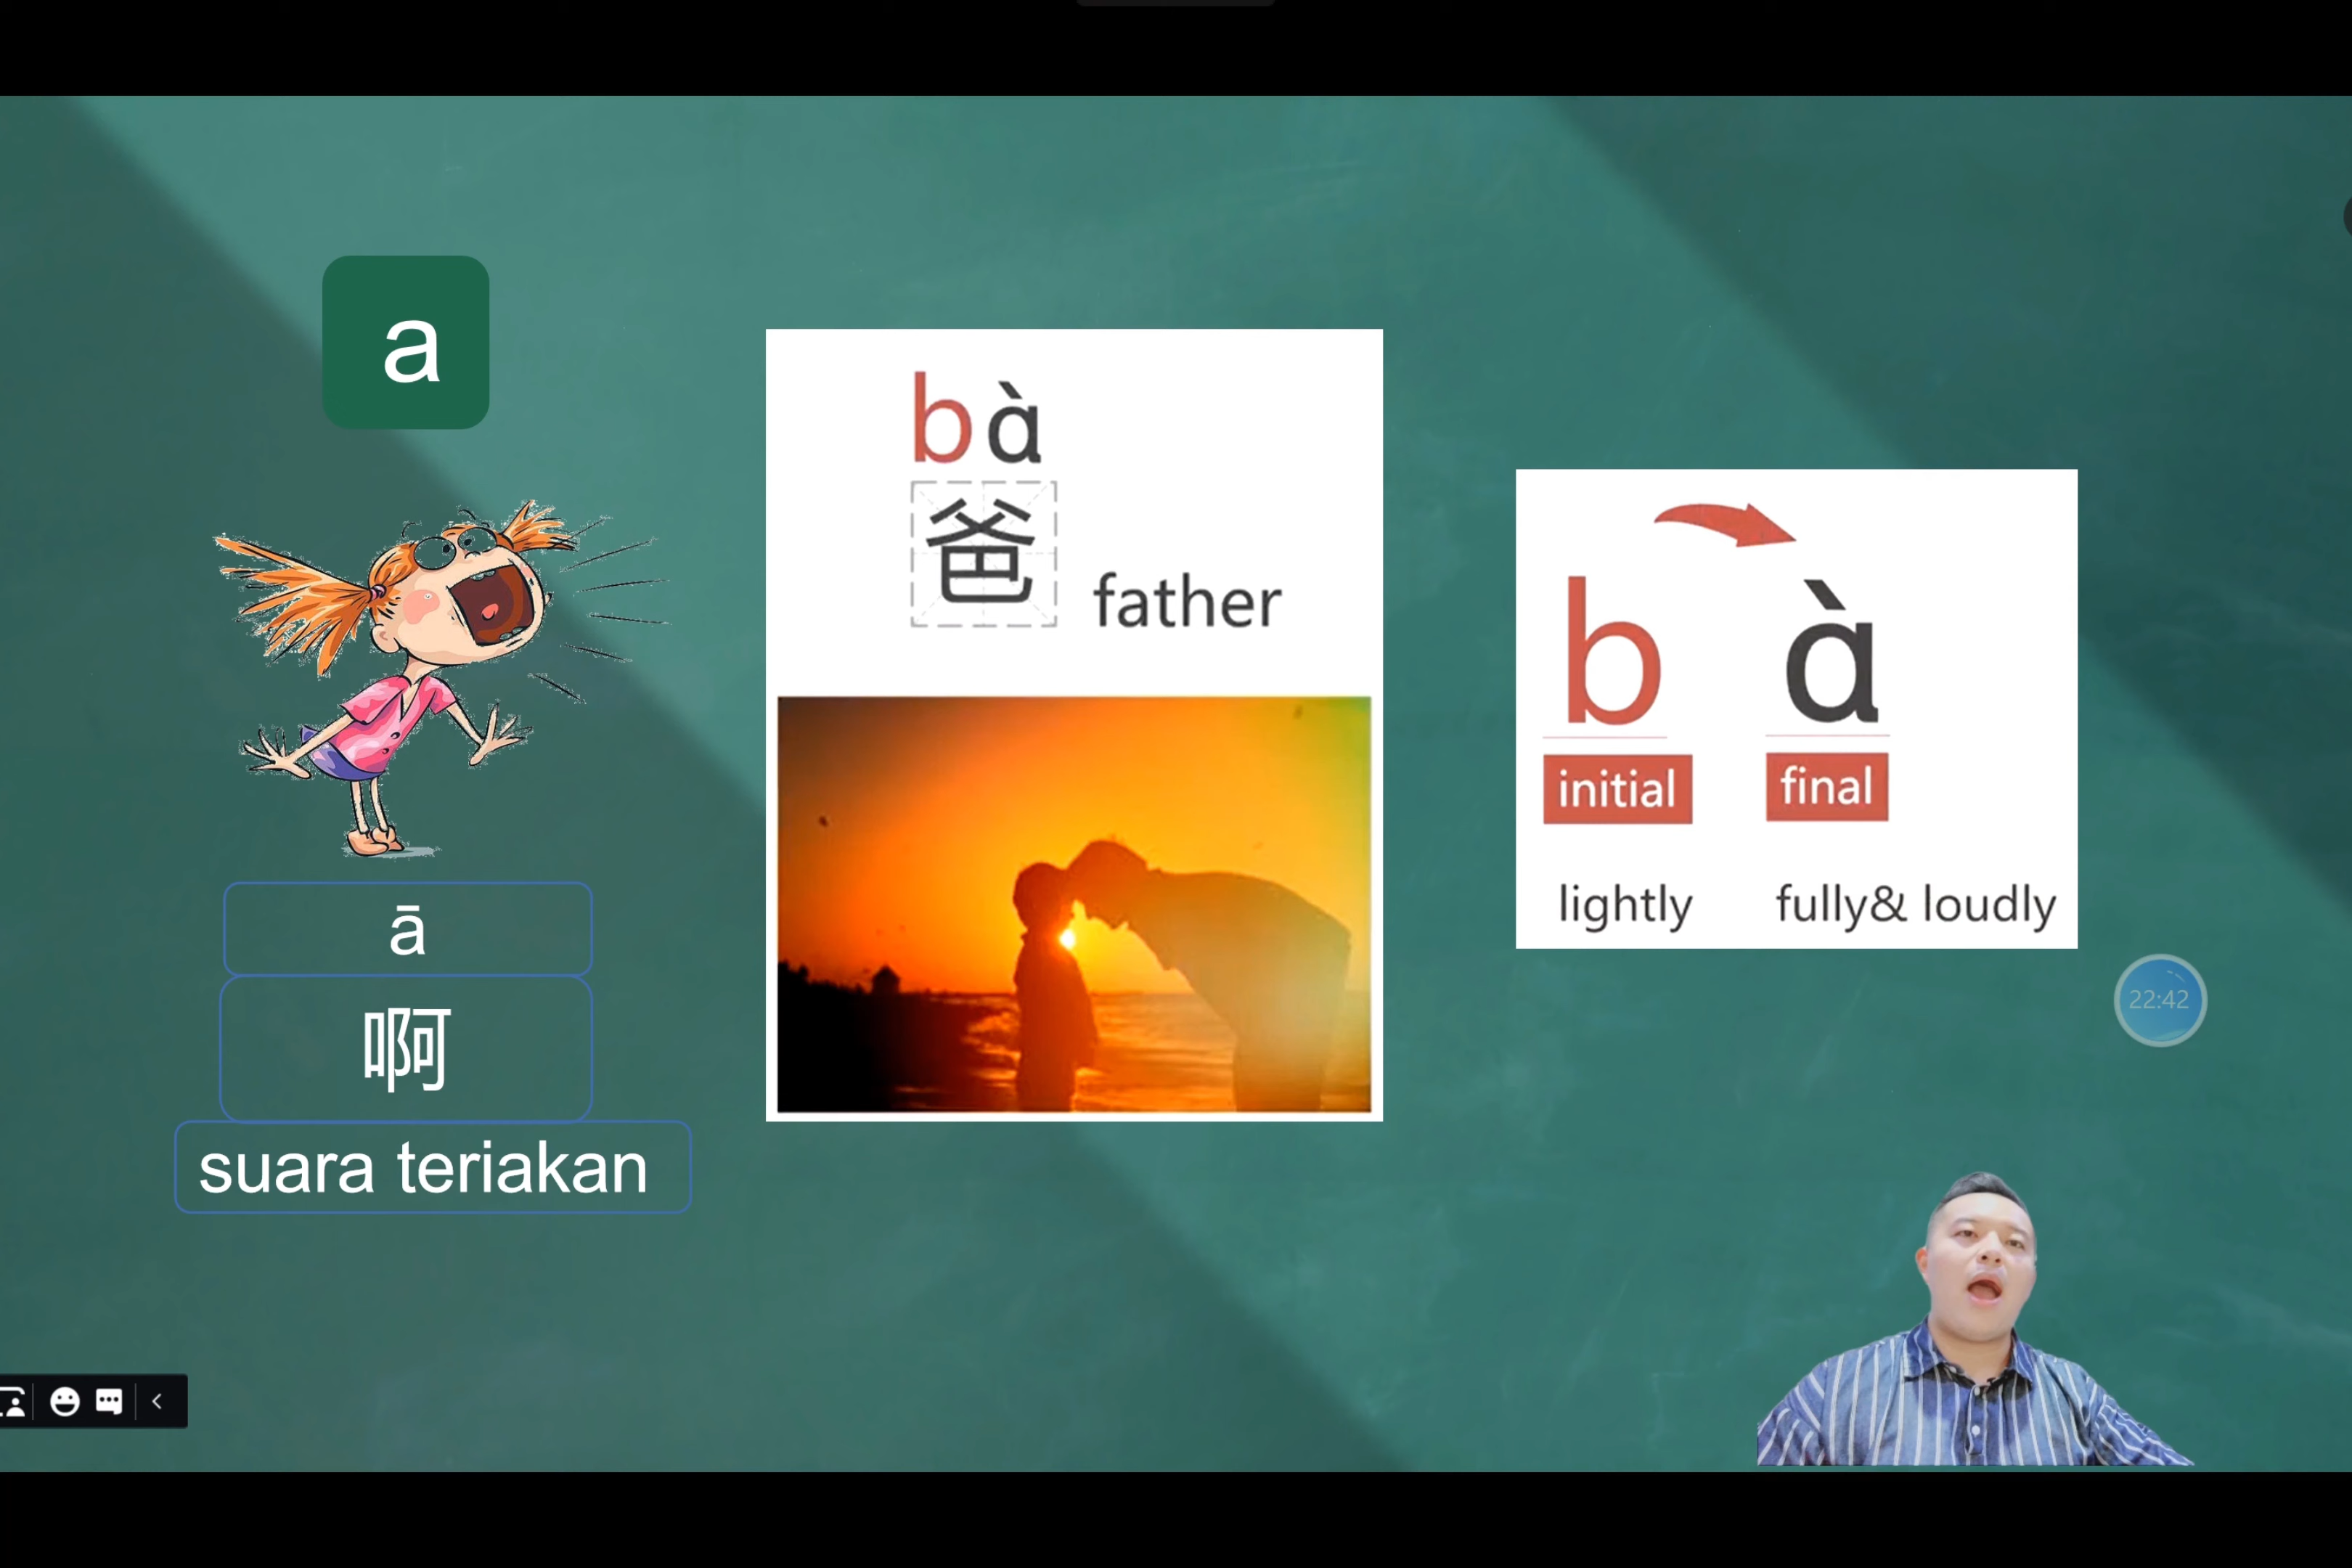 a
ā
啊
suara teriakan
bà
爸
father
b à
initial final
lightly fully& loudly
22:42